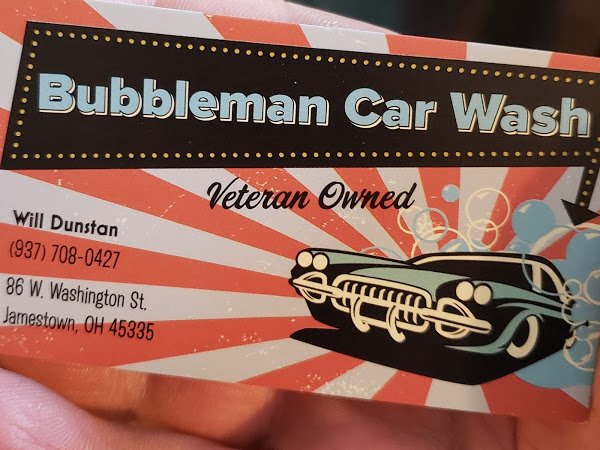 Bubbleman Car Wash
Veteran Owned
Will Dunstan
(937) 708-0427
86 W. Washington St.
Jamestown, OH 45335